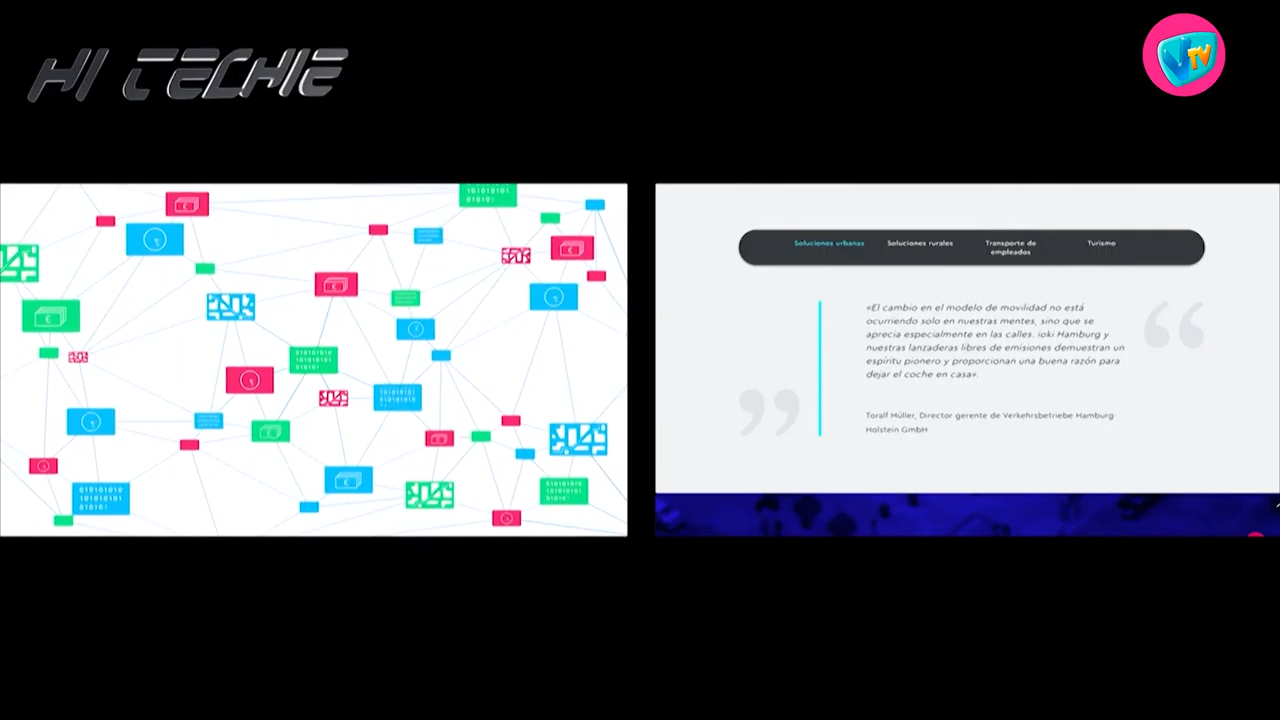 HI TECHIE
VTV
Soluciones urbanas
Soluciones rurales
Transporte de
empleados
Turismo
«El cambio en el modelo de movilidad no está
ocurriendo solo en nuestras mentes, sino que se
aprecia especialmente en las calles. ioki Hamburg y
nuestras lanzaderas libres de emisiones demuestran un
espíritu pionero y proporcionan una buena razón para
dejar el coche en casa».
Toralf Müller, Director gerente de Verkehrsbetriebe Hamburg-
Holstein GmbH